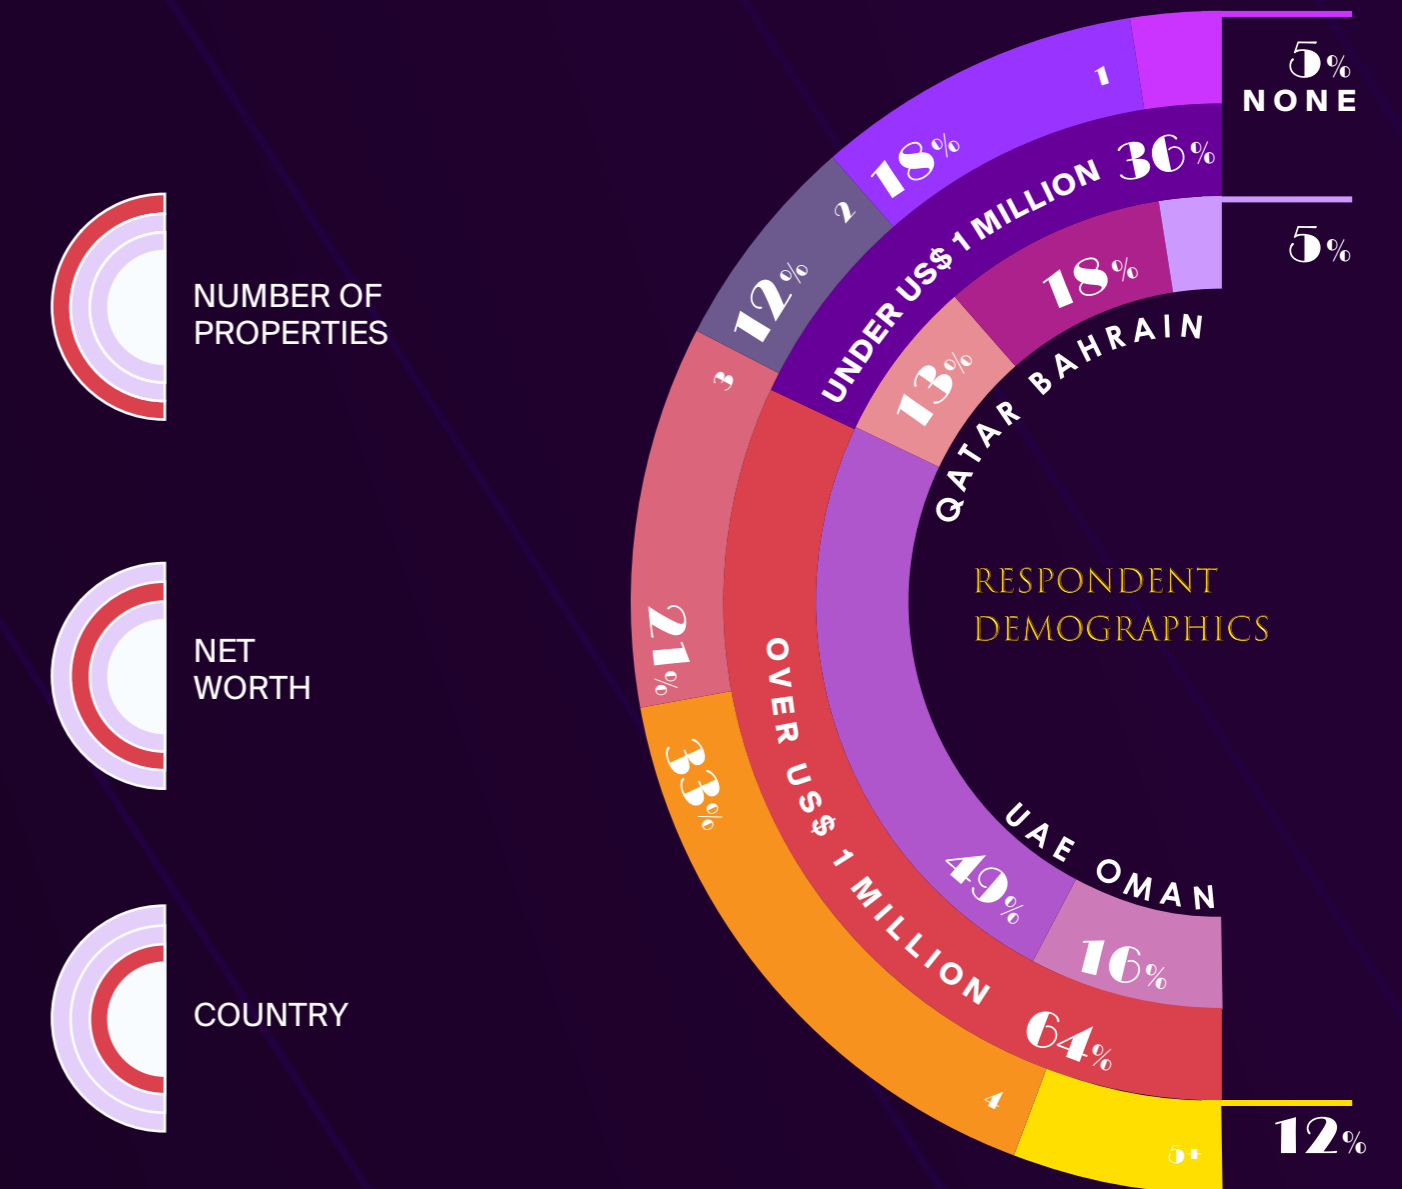 NUMBER OF
PROPERTIES
NET
WORTH
COUNTRY
5%
NONE
1
18%
2
12%
3
21%
33%
4
5+
12%
UNDER US$ 1 MILLION 36%
OVER US$ 1 MILLION
64%
5%
18%
13%
49%
16%
QATAR BAHRAIN
UAE OMAN
RESPONDENT
DEMOGRAPHICS